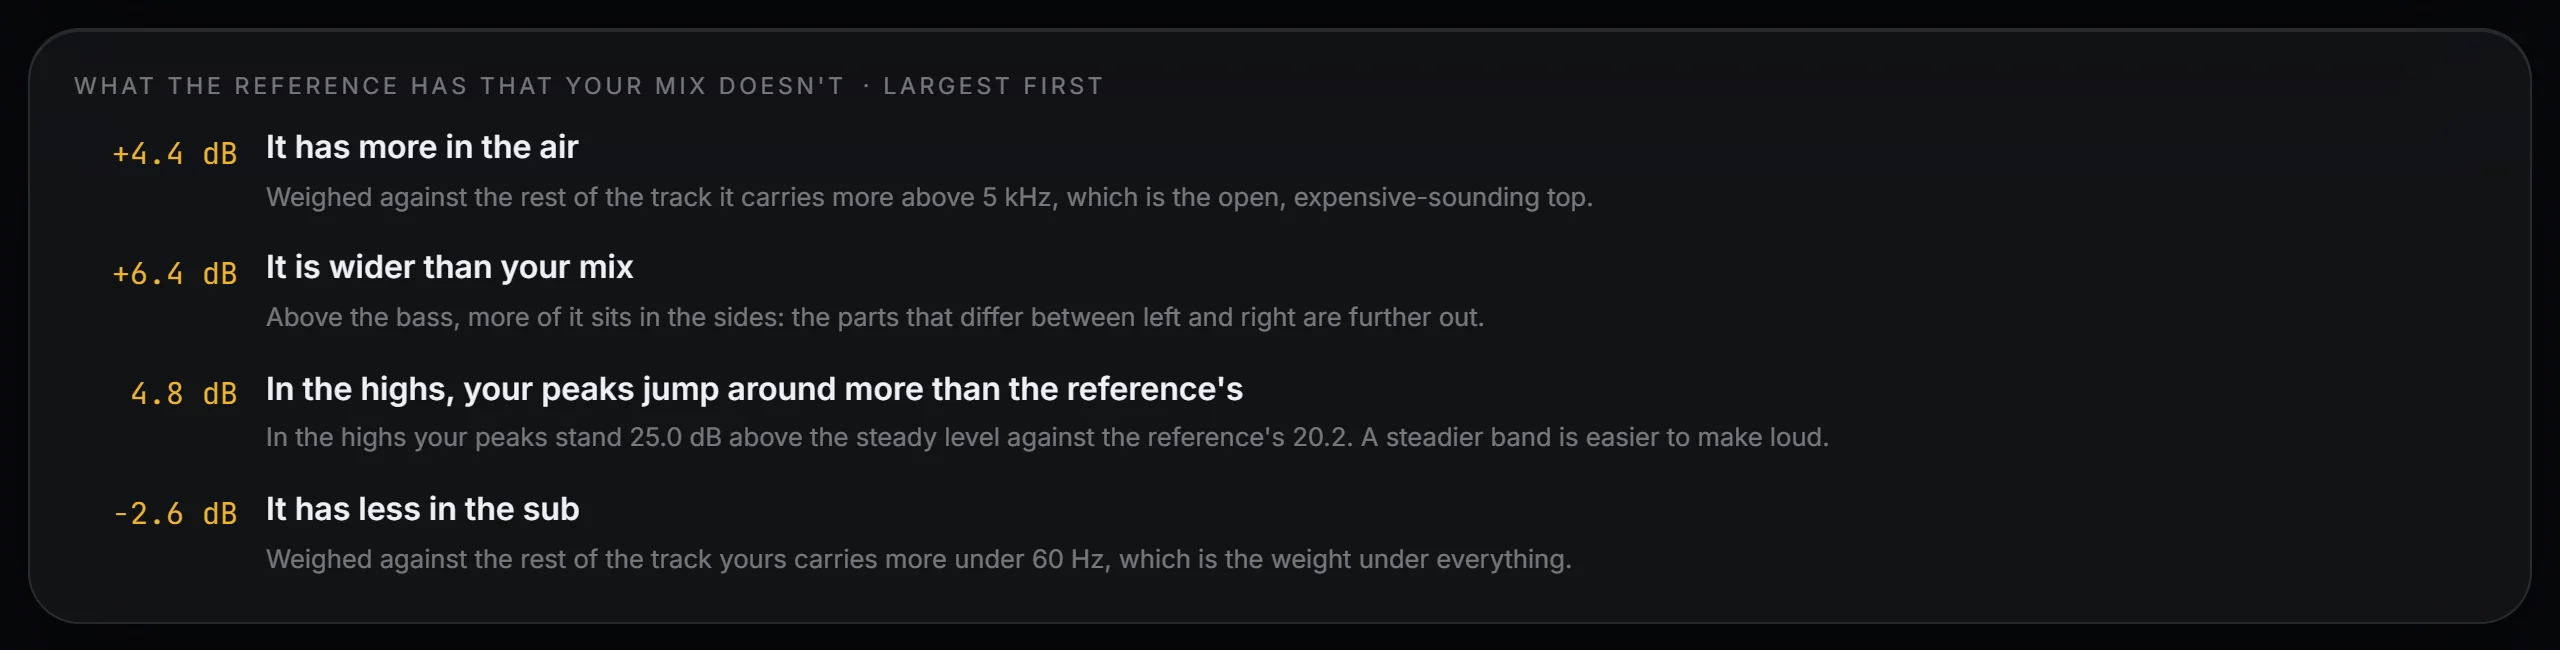 WHAT THE REFERENCE HAS THAT YOUR MIX DOESN'T · LARGEST FIRST
+4.4 dB It has more in the air
Weighed against the rest of the track it carries more above 5 kHz, which is the open, expensive-sounding top.
+6.4 dB It is wider than your mix
Above the bass, more of it sits in the sides: the parts that differ between left and right are further out.
4.8 dB In the highs, your peaks jump around more than the reference's
In the highs your peaks stand 25.0 dB above the steady level against the reference's 20.2. A steadier band is easier to make loud.
-2.6 dB It has less in the sub
Weighed against the rest of the track yours carries more under 60 Hz, which is the weight under everything.